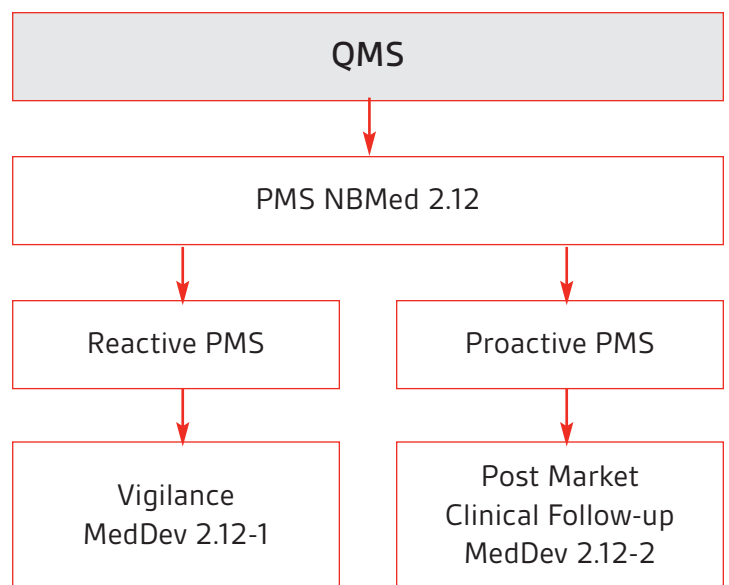 QMS
PMS NBMed 2.12
Reactive PMS
Proactive PMS
Vigilance
MedDev 2.12-1
Post Market
Clinical Follow-up
MedDev 2.12-2